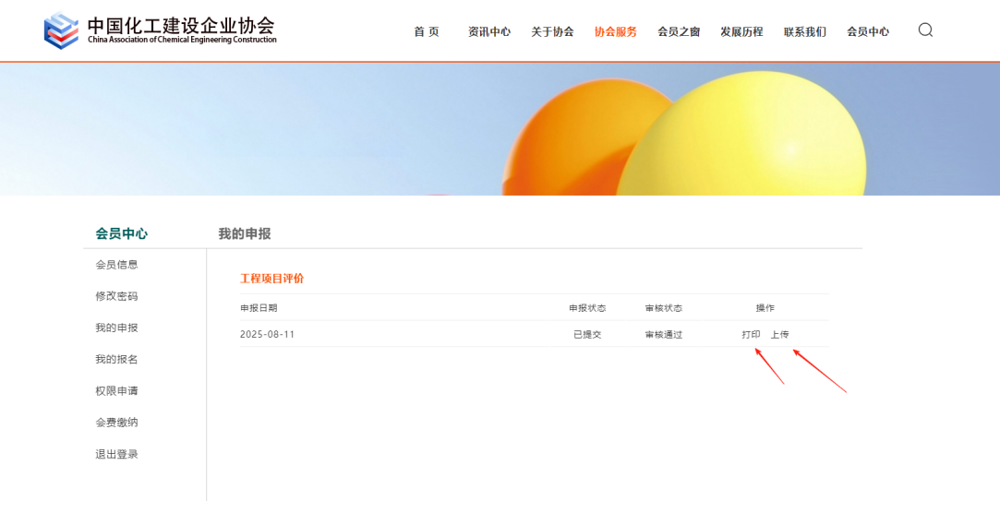 中国化工建设企业协会
China Association of Chemical Engineering Construction
首 页 资讯中心 关于协会 协会服务 会员之窗 发展历程 联系我们 会员中心
会员中心
会员信息
修改密码
我的申报
我的报名
权限申请
会费缴纳
退出登录
我的申报
工程项目评价
申报日期 申报状态 审核状态 操作
2025-08-11 已提交 审核通过 打印 上传